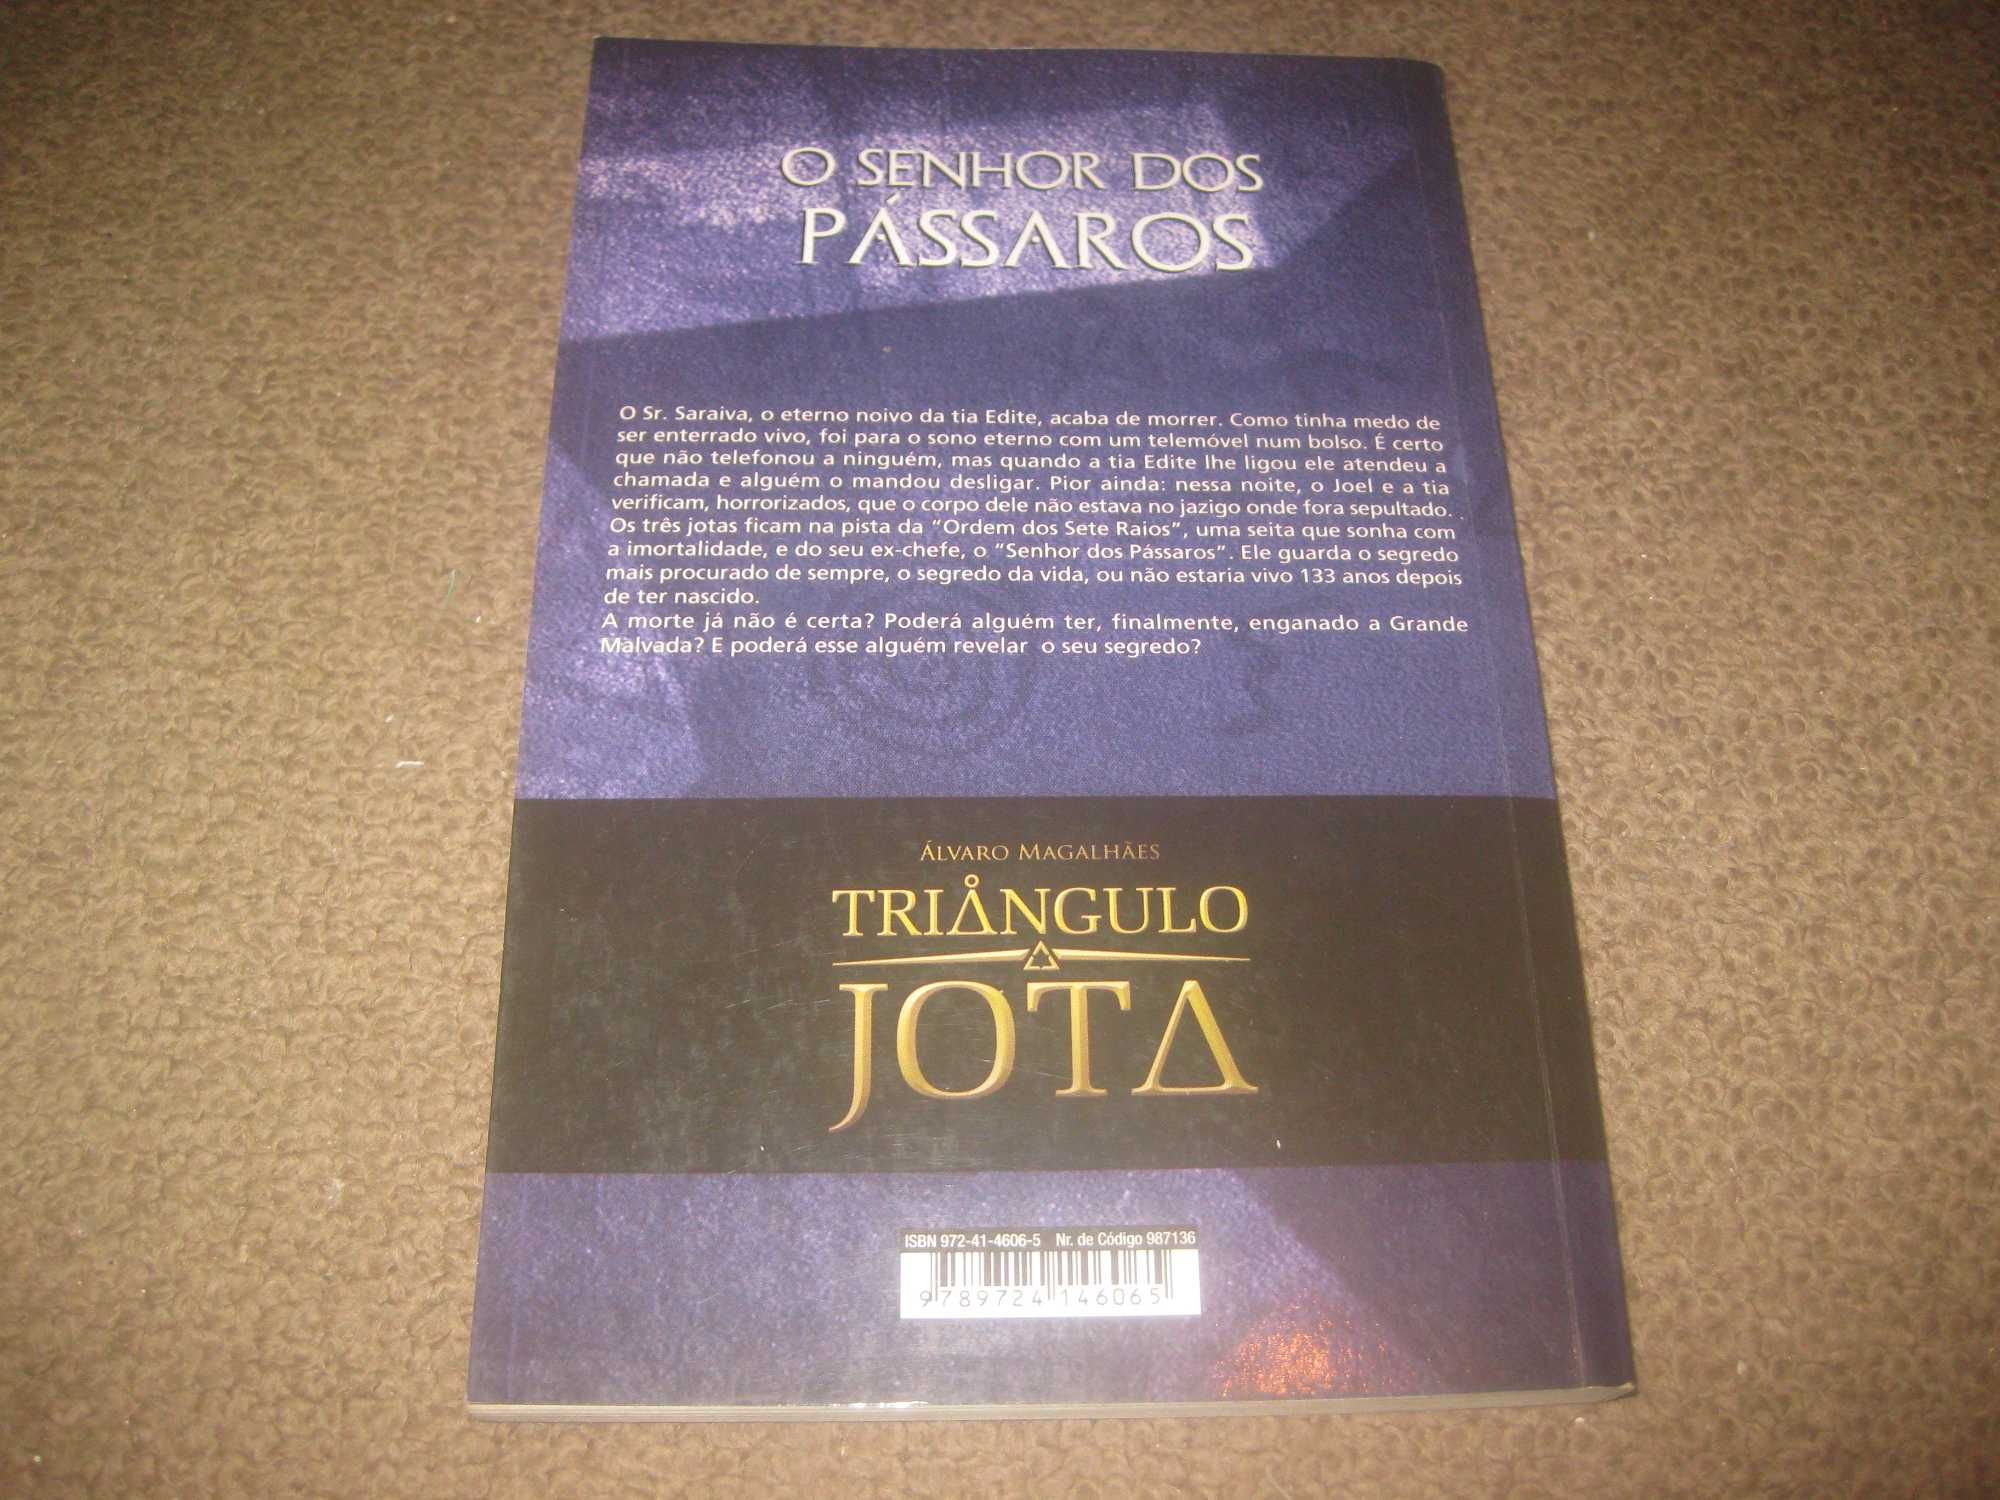 O SENHOR DOS
PÁSSAROS
O Sr. Saraiva, o eterno noivo da tia Edite, acaba de morrer. Como tinha medo de
ser enterrado vivo, foi para o sono eterno com um telemóvel num bolso. É certo
que não telefonou a ninguém, mas quando a tia Edite lhe ligou ele atendeu a
chamada e alguém o mandou desligar. Pior ainda: nessa noite, o Joel e a tia
verificam, horrorizados, que o corpo dele não estava no jazigo onde fora sepultado.
Os três jotas ficam na pista da “Ordem dos Sete Raios”, uma seita que sonha com
a imortalidade, e do seu ex-chefe, o “Senhor dos Pássaros”. Ele guarda o segredo
mais procurado de sempre, o segredo da vida, ou não estaria vivo 133 anos depois
de ter nascido.
A morte já não é certa? Poderá alguém ter, finalmente, enganado a Grande
Malvada? E poderá esse alguém revelar o seu segredo?
ÁLVARO MAGALHÃES
TRIÂNGULO
JOTA
ISBN 972-41-4606-5 Nr. de Código 987136
9 789724 146065